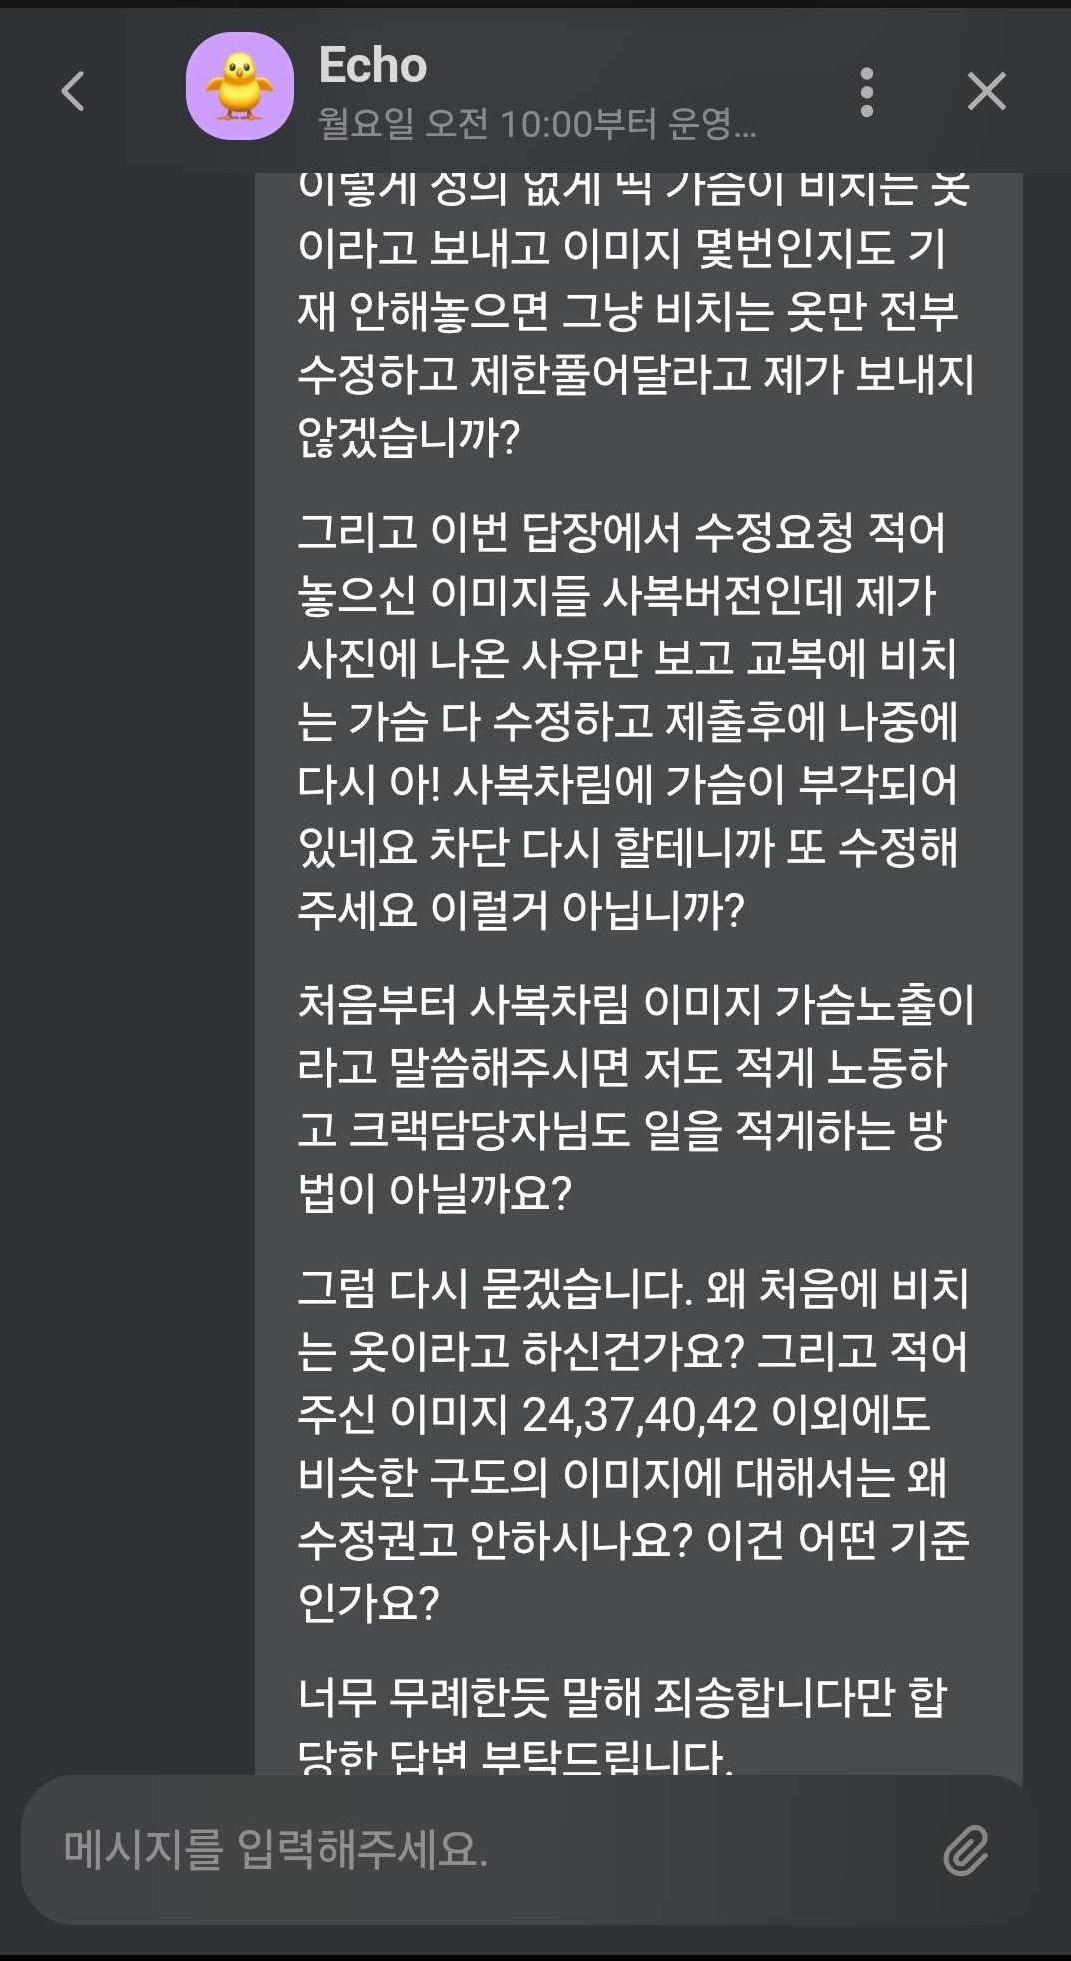 Echo
월요일 오전 10:00부터 운영...
이렇게 성의 없게 딱 가슴이 비치는 옷
이라고 보내고 이미지 몇번인지도 기
재 안해놓으면 그냥 비치는 옷만 전부
수정하고 제한풀어달라고 제가 보내지
않겠습니까?
그리고 이번 답장에서 수정요청 적어
놓으신 이미지들 사복버전인데 제가
사진에 나온 사유만 보고 교복에 비치
는 가슴 다 수정하고 제출후에 나중에
다시 아! 사복차림에 가슴이 부각되어
있네요 차단 다시 할테니까 또 수정해
주세요 이럴거 아닙니까?
처음부터 사복차림 이미지 가슴노출이
라고 말씀해주시면 저도 적게 노동하
고 크랙담당자님도 일을 적게하는 방
법이 아닐까요?
그럼 다시 묻겠습니다. 왜 처음에 비치
는 옷이라고 하신건가요? 그리고 적어
주신 이미지 24,37,40,42 이외에도
비슷한 구도의 이미지에 대해서는 왜
수정권고 안하시나요? 이건 어떤 기준
인가요?
너무 무례한듯 말해 죄송합니다만 합
당한 답변 부탁드립니다.
메시지를 입력해주세요.